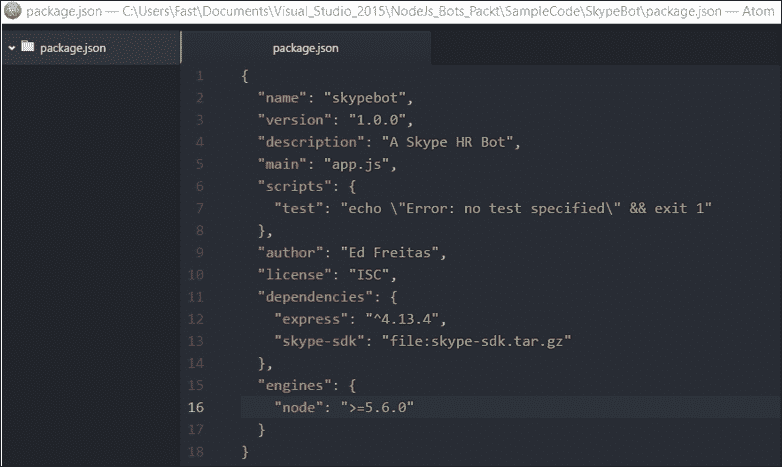 package.json — C:\Users\Fast\Documents\Visual_Studio_2015\NodeJs_Bots_Packt\SampleCode\SkypeBot\package.json — Atom
package.json
package.json
1 {
2 "name": "skypebot",
3 "version": "1.0.0",
4 "description": "A Skype HR Bot",
5 "main": "app.js",
6 "scripts": {
7 "test": "echo \"Error: no test specified\" && exit 1"
8 },
9 "author": "Ed Freitas",
10 "license": "ISC",
11 "dependencies": {
12 "express": "^4.13.4",
13 "skype-sdk": "file:skype-sdk.tar.gz"
14 },
15 "engines": {
16 "node": ">=5.6.0"
17 }
18 }